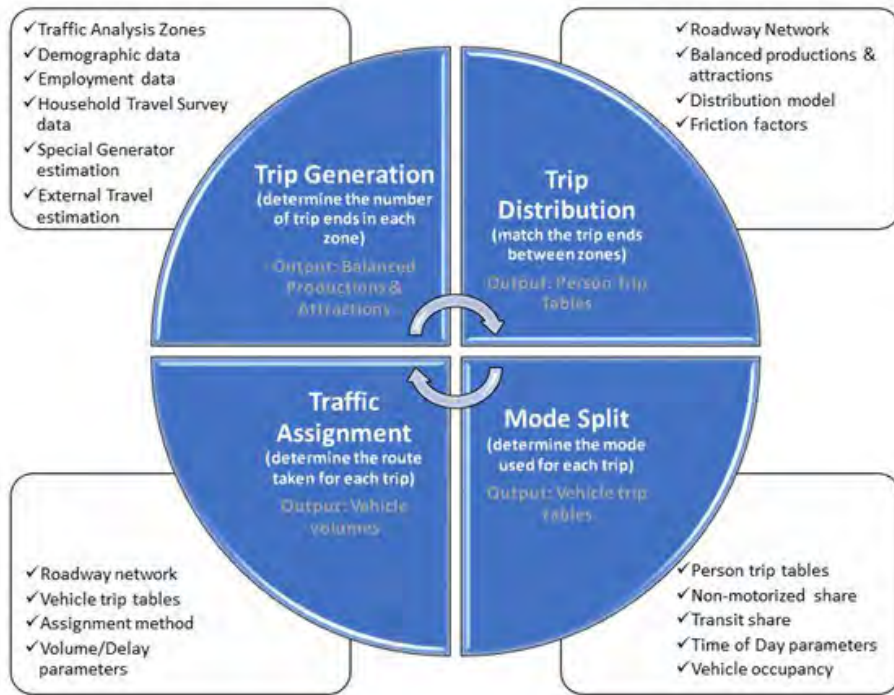 ✓Traffic Analysis Zones
✓Demographic data
✓Employment data
✓Household Travel Survey
data
✓Special Generator
estimation
✓External Travel
estimation
Trip Generation
(determine the number
of trip ends in each
zone)
Output: Balanced
Productions &
Attractions
✓Roadway Network
✓Balanced productions &
attractions
✓Distribution model
✓Friction factors
Trip
Distribution
(match the trip ends
between zones)
Output: Person Trip
Tables
Traffic
Assignment
(determine the route
taken for each trip)
Output: Vehicle
volumes
✓Roadway network
✓Vehicle trip tables
✓Assignment method
✓Volume/Delay
parameters
Mode Split
(determine the mode
used for each trip)
Output: Vehicle trip
tables
✓Person trip tables
✓Non-motorized share
✓Transit share
✓Time of Day parameters
✓Vehicle occupancy